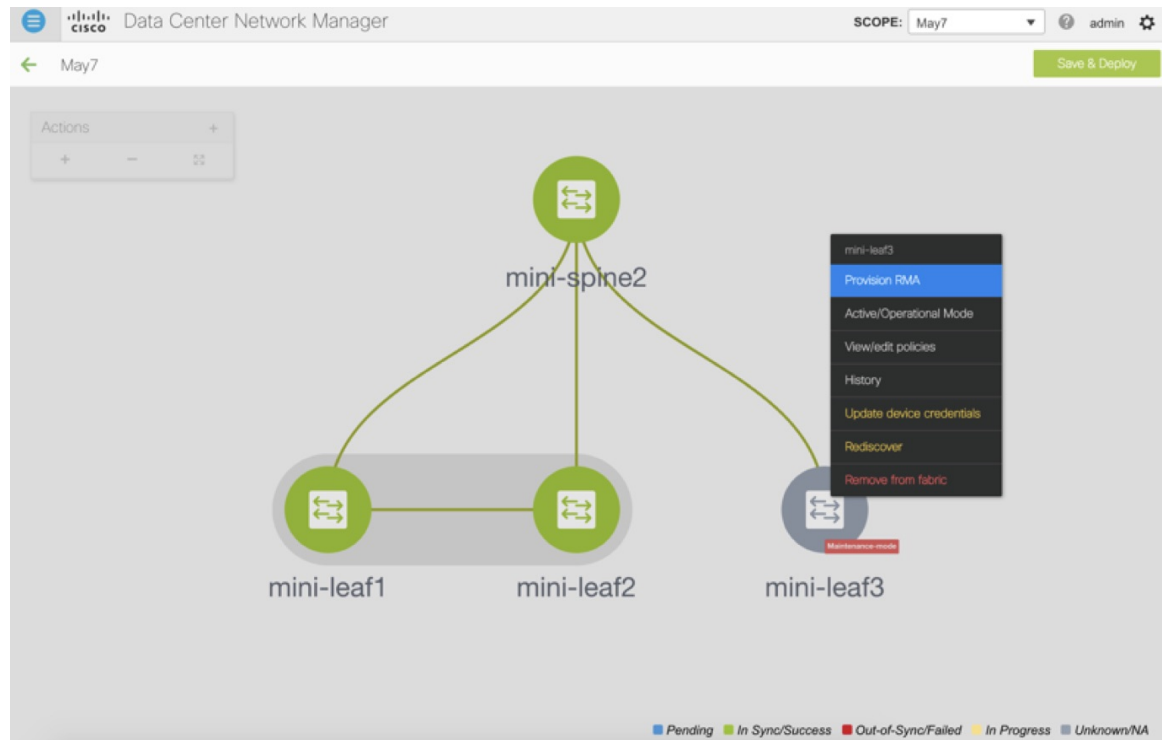 cisco Data Center Network Manager SCOPE: May7 admin
May7 Save & Deploy
Actions
mini-spine2
mini-leaf3
Provision RMA
Active/Operational Mode
View/edit policies
History
Update device credentials
Rediscover
Remove from fabric
Maintenance-mode
mini-leaf1 mini-leaf2 mini-leaf3
Pending In Sync/Success Out-of-Sync/Failed In Progress Unknown/NA